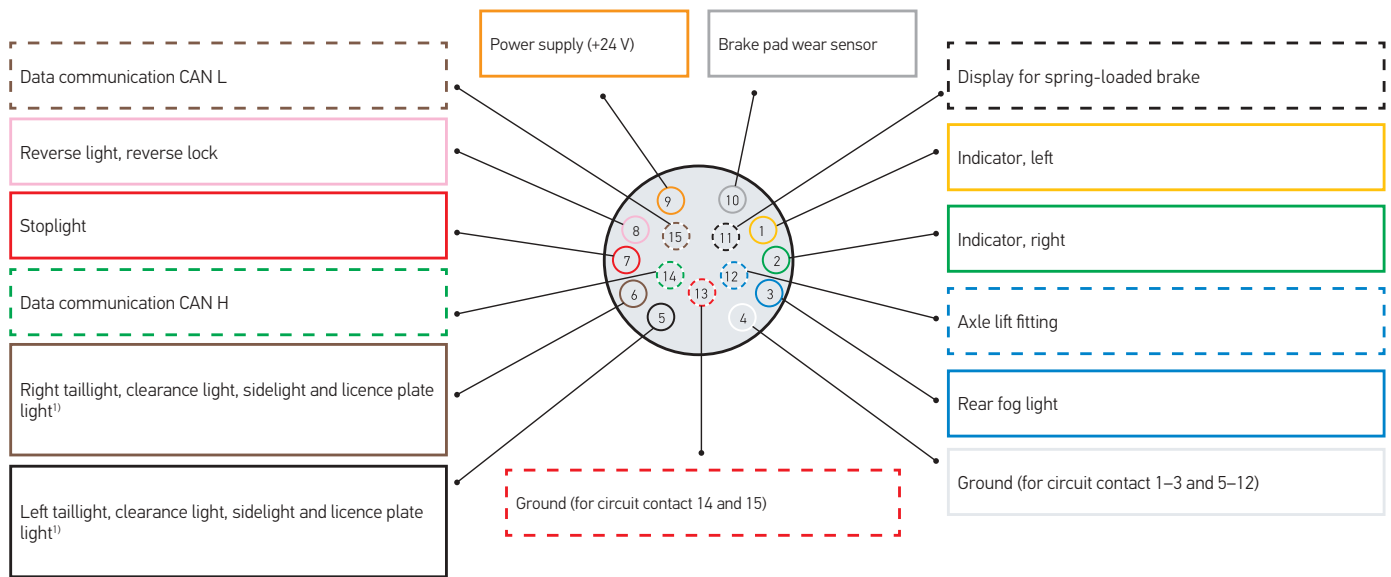 Power supply (+24 V)
Brake pad wear sensor
Data communication CAN L
Display for spring-loaded brake
Reverse light, reverse lock
Indicator, left
Stoplight
Indicator, right
Data communication CAN H
Axle lift fitting
Right taillight, clearance light, sidelight and licence plate
light¹⁾
Rear fog light
Left taillight, clearance light, sidelight and licence plate
light¹⁾
Ground (for circuit contact 14 and 15)
Ground (for circuit contact 1–3 and 5–12)
9
10
8
15
11
1
7
2
14
12
6
13
3
5
4